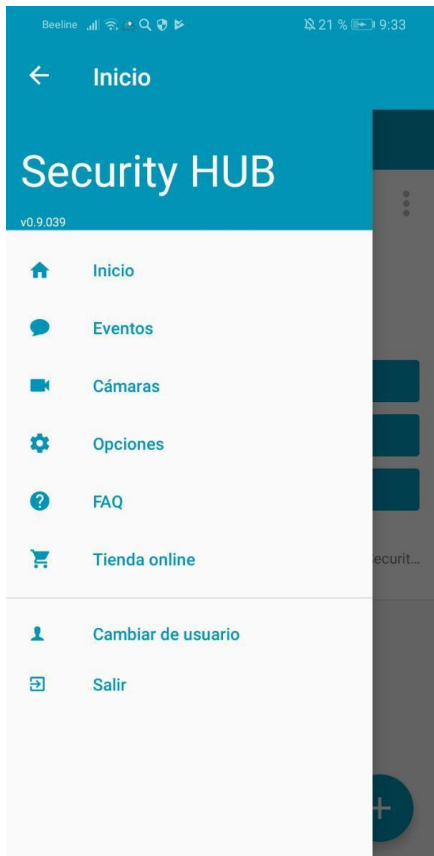 Beeline 21 % 9:33
Inicio
Security HUB
v0.9.039
Inicio
Eventos
Cámaras
Opciones
FAQ
Tienda online
ecurit...
Cambiar de usuario
Salir